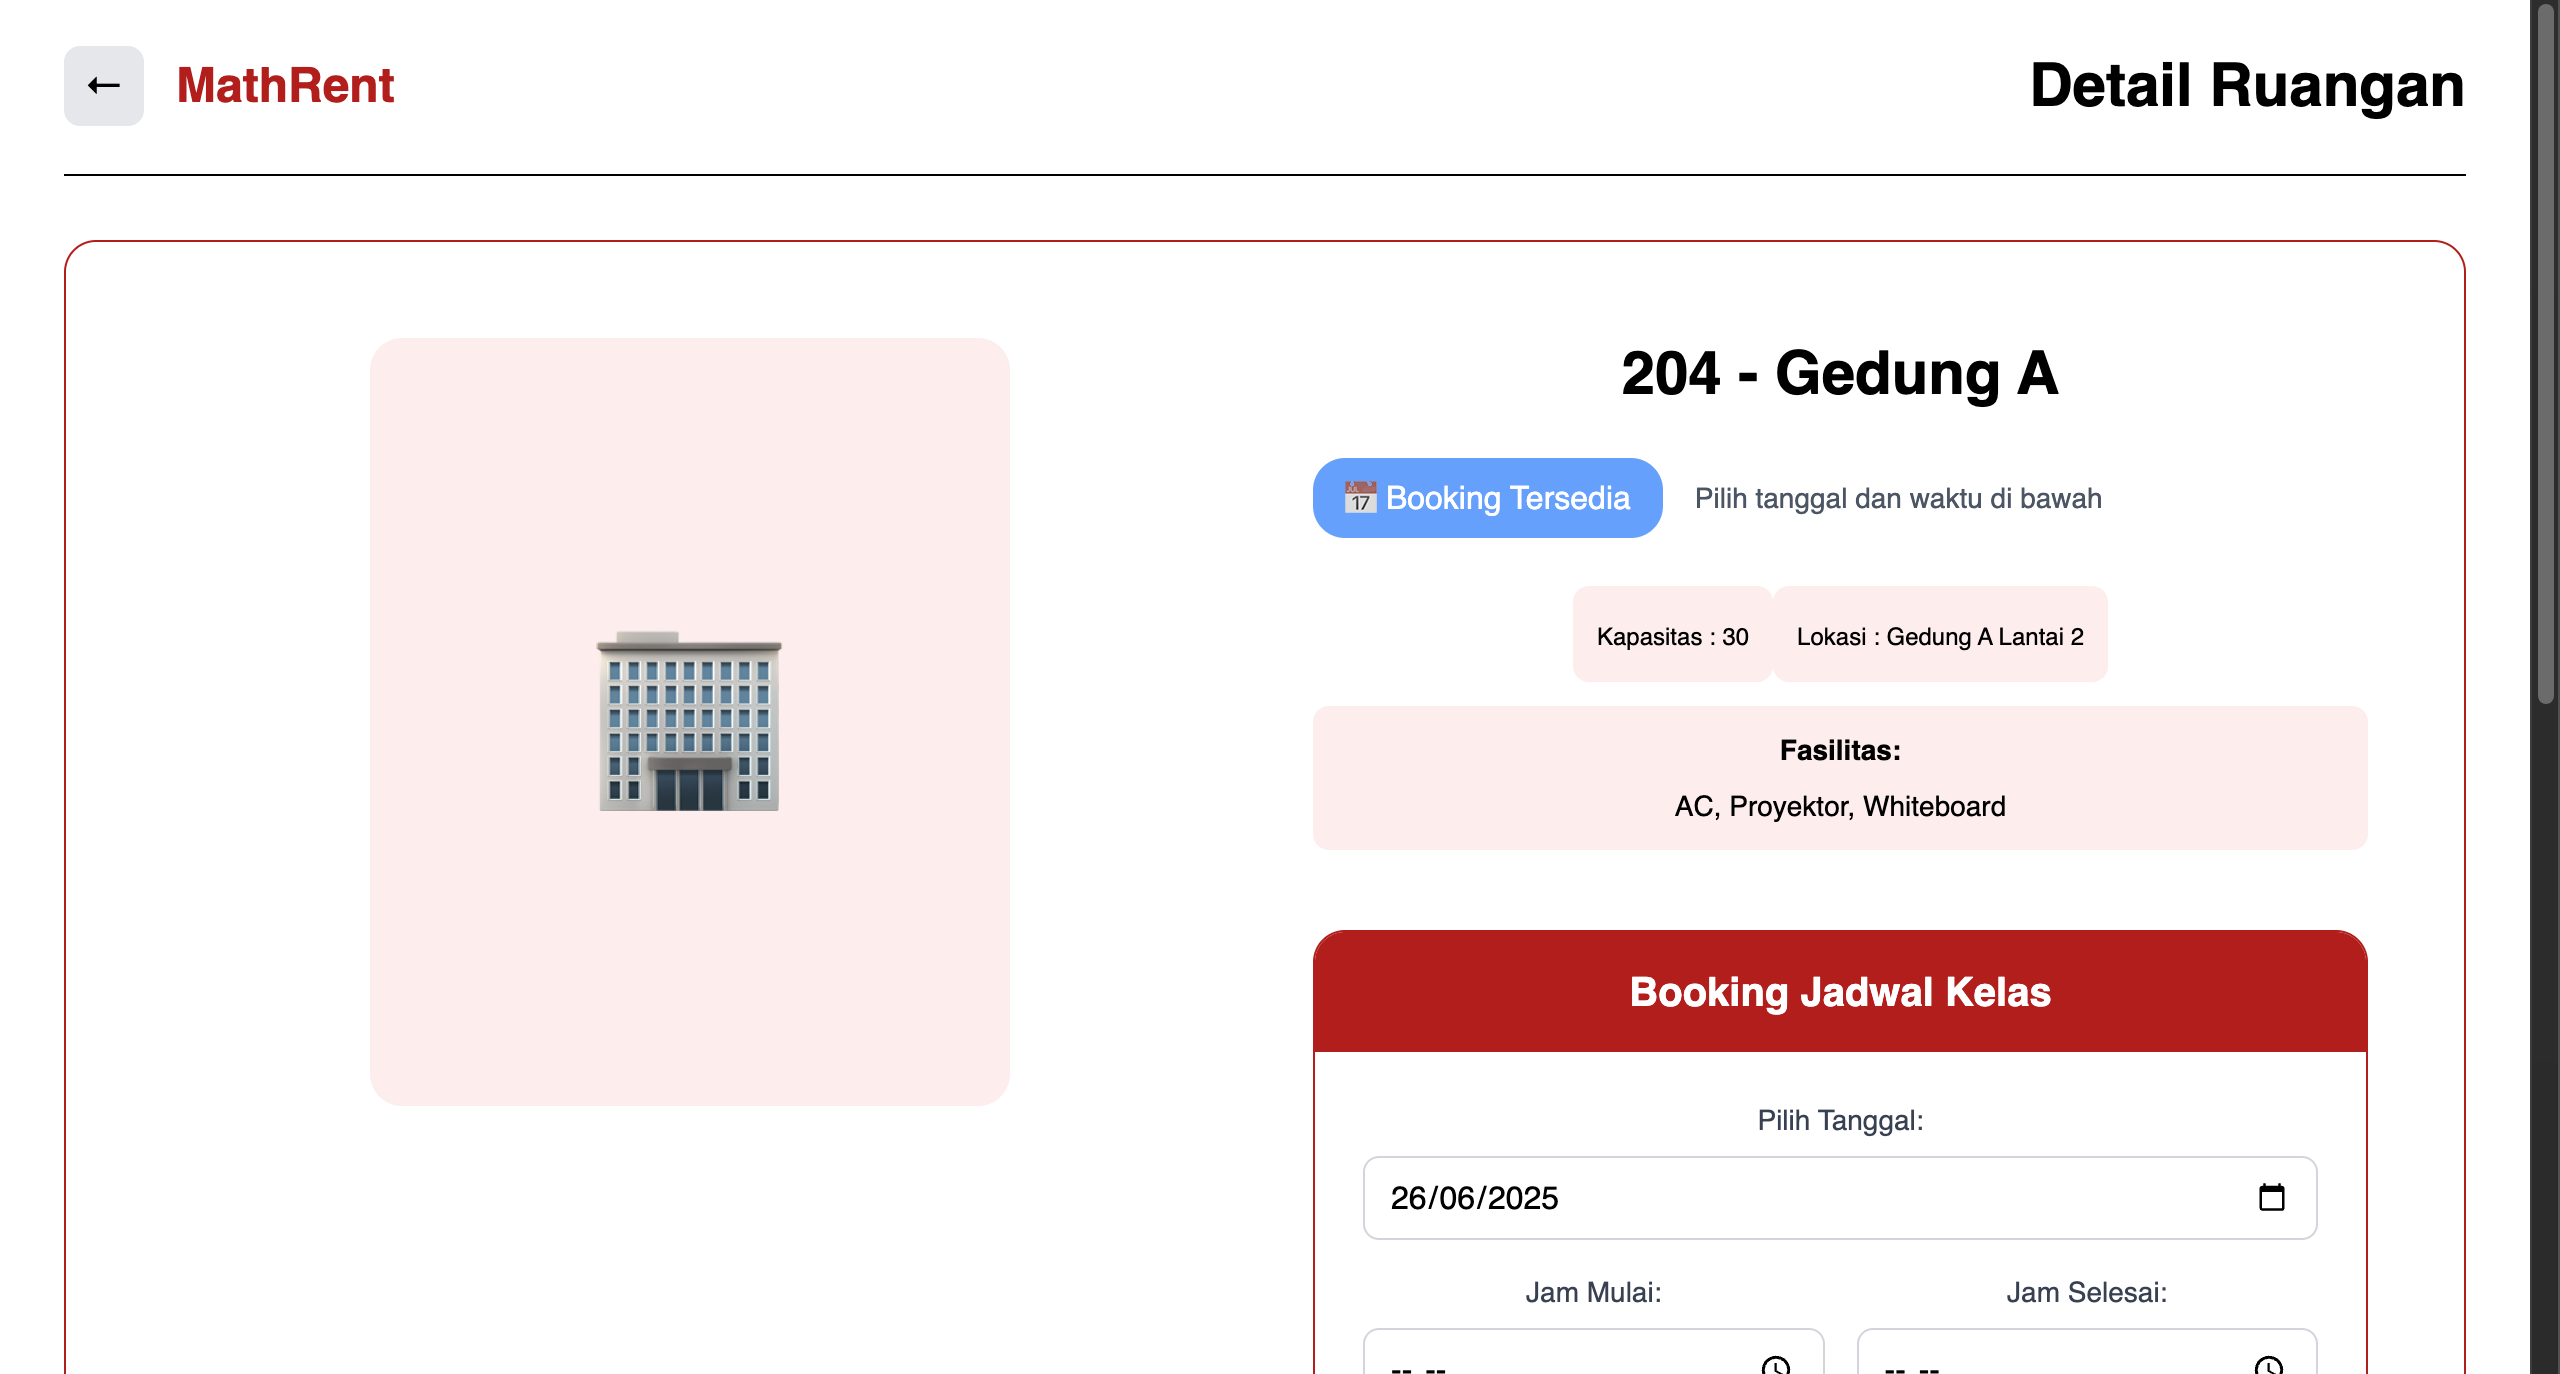 ← MathRent
Detail Ruangan
204 - Gedung A
📅 Booking Tersedia
Pilih tanggal dan waktu di bawah
Kapasitas : 30
Lokasi : Gedung A Lantai 2
Fasilitas:
AC, Proyektor, Whiteboard
Booking Jadwal Kelas
Pilih Tanggal:
26/06/2025
Jam Mulai:
Jam Selesai:
--:--
--:--